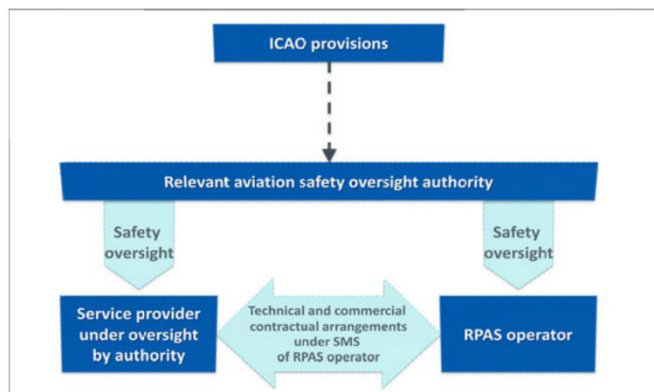 ICAO provisions
Relevant aviation safety oversight authority
Safety
oversight
Safety
oversight
Service provider
under oversight
by authority
Technical and commercial
contractual arrangements
under SMS
of RPAS operator
RPAS operator